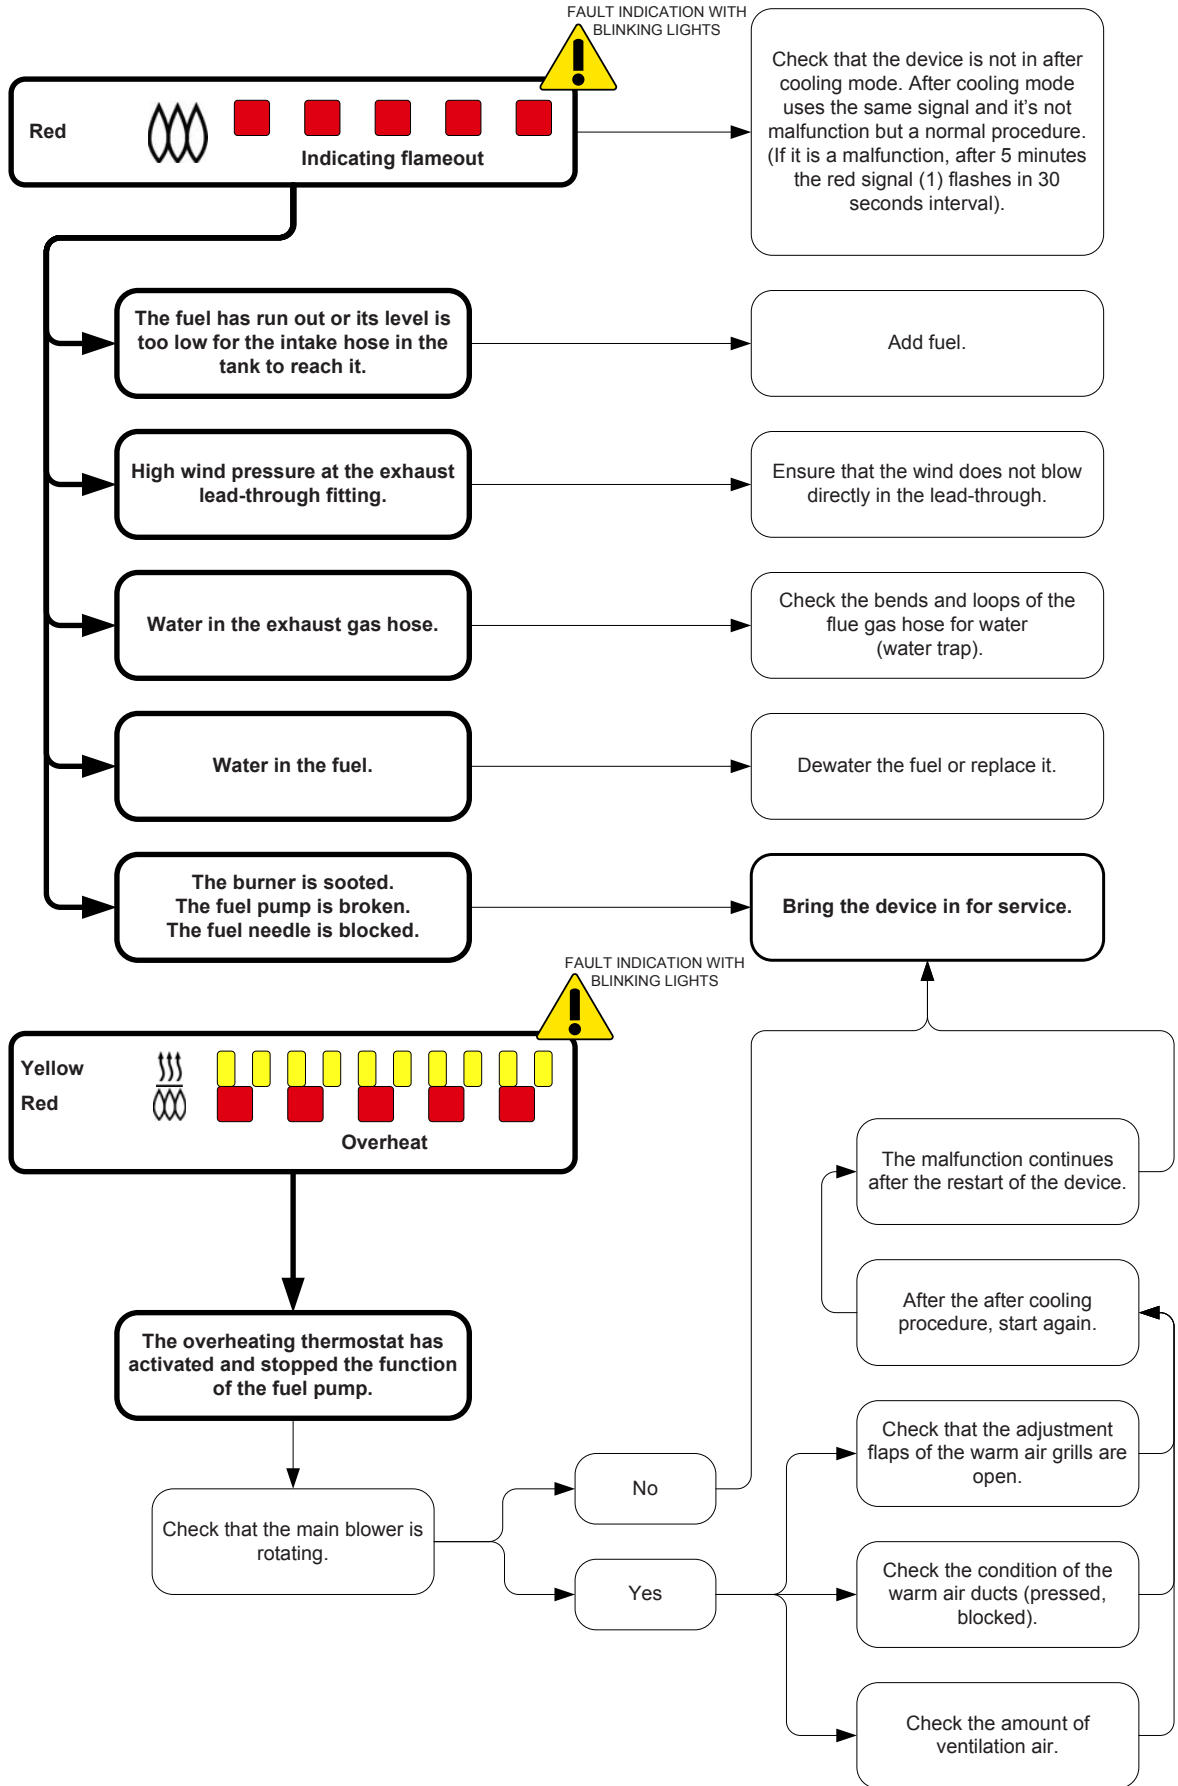 FAULT INDICATION WITH
BLINKING LIGHTS
Red
Indicating flameout
Check that the device is not in after
cooling mode. After cooling mode
uses the same signal and it’s not
malfunction but a normal procedure.
(If it is a malfunction, after 5 minutes
the red signal (1) flashes in 30
seconds interval).
The fuel has run out or its level is
too low for the intake hose in the
tank to reach it.
Add fuel.
High wind pressure at the exhaust
lead-through fitting.
Ensure that the wind does not blow
directly in the lead-through.
Water in the exhaust gas hose.
Check the bends and loops of the
flue gas hose for water
(water trap).
Water in the fuel.
Dewater the fuel or replace it.
The burner is sooted.
The fuel pump is broken.
The fuel needle is blocked.
Bring the device in for service.
FAULT INDICATION WITH
BLINKING LIGHTS
Yellow
Red
Overheat
The malfunction continues
after the restart of the device.
After the after cooling
procedure, start again.
The overheating thermostat has
activated and stopped the function
of the fuel pump.
Check that the main blower is
rotating.
No
Yes
Check that the adjustment
flaps of the warm air grills are
open.
Check the condition of the
warm air ducts (pressed,
blocked).
Check the amount of
ventilation air.